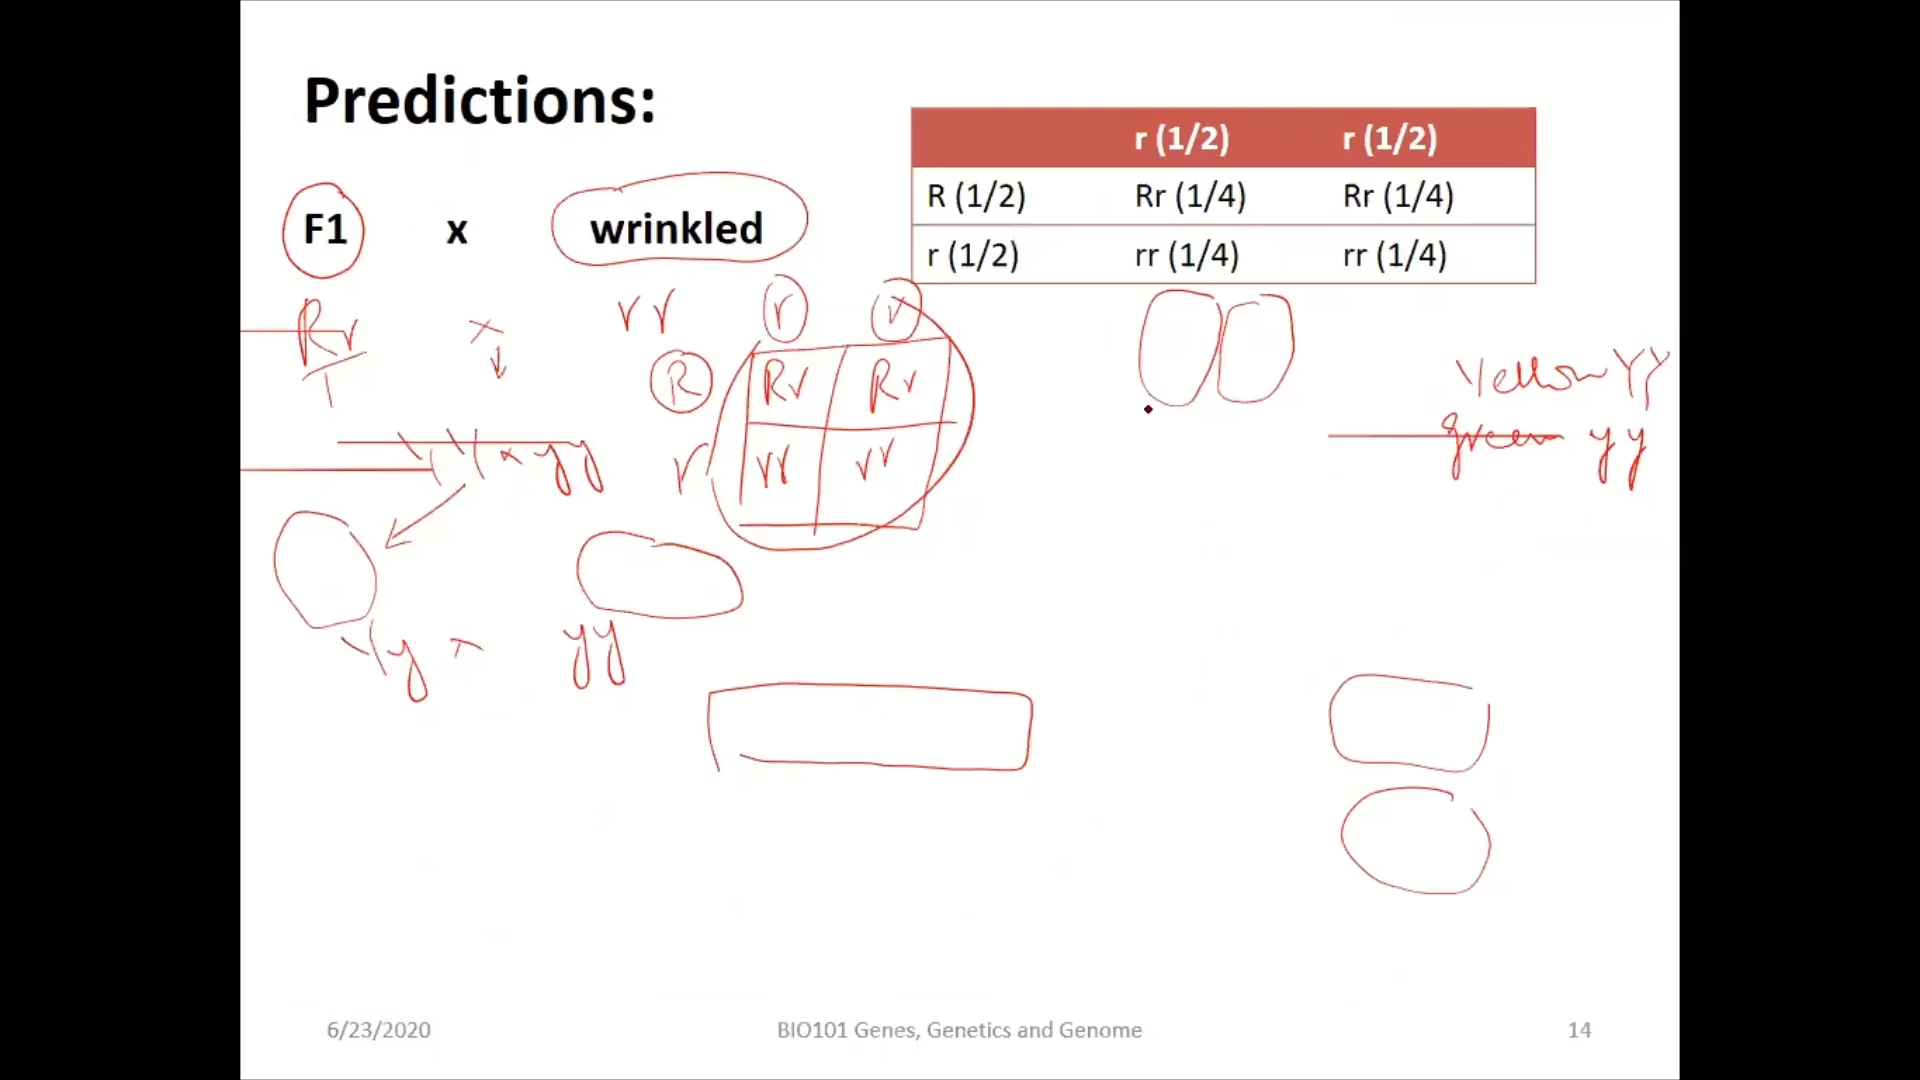 Predictions:
r (1/2) r (1/2)
R (1/2) Rr (1/4) Rr (1/4)
r (1/2) rr (1/4) rr (1/4)
F1 x wrinkled
Rr x rr
r r
R Rr Rr
r rr rr
Yellow YY
green yy
YY x yy
Yy x yy
6/23/2020 BIO101 Genes, Genetics and Genome 14